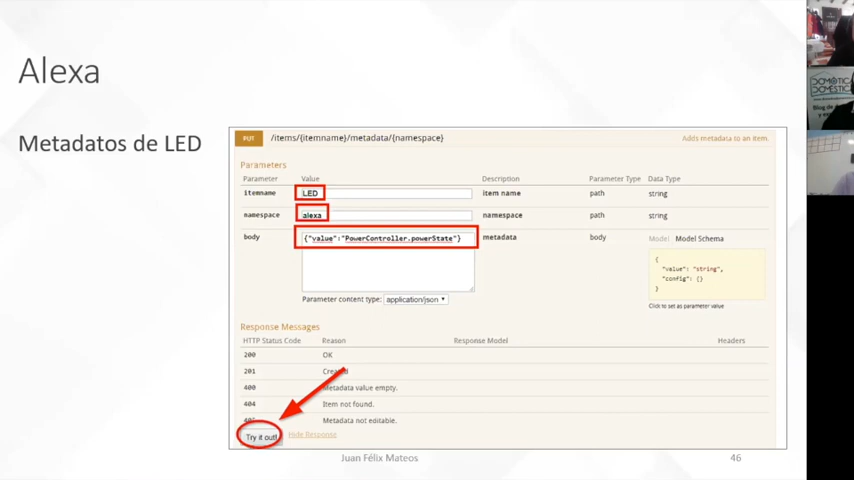 Alexa
Metadatos de LED
PUT /items/{itemname}/metadata/{namespace} Adds metadata to an item.
Parameters
Parameter Value Description Parameter Type Data Type
itemname LED item name path string
namespace alexa namespace path string
body {"value":"PowerController.powerState"} metadata body Model Model Schema
{
"value": "string",
"config": {}
}
Click to set as parameter value
Parameter content type: application/json
Response Messages
HTTP Status Code Reason Response Model Headers
200 OK
201
400 Metadata value empty.
404 Item not found.
Metadata not editable.
Try it out! Hide Response
Juan Félix Mateos 46
DOMÓTICA
DOMÉSTICA